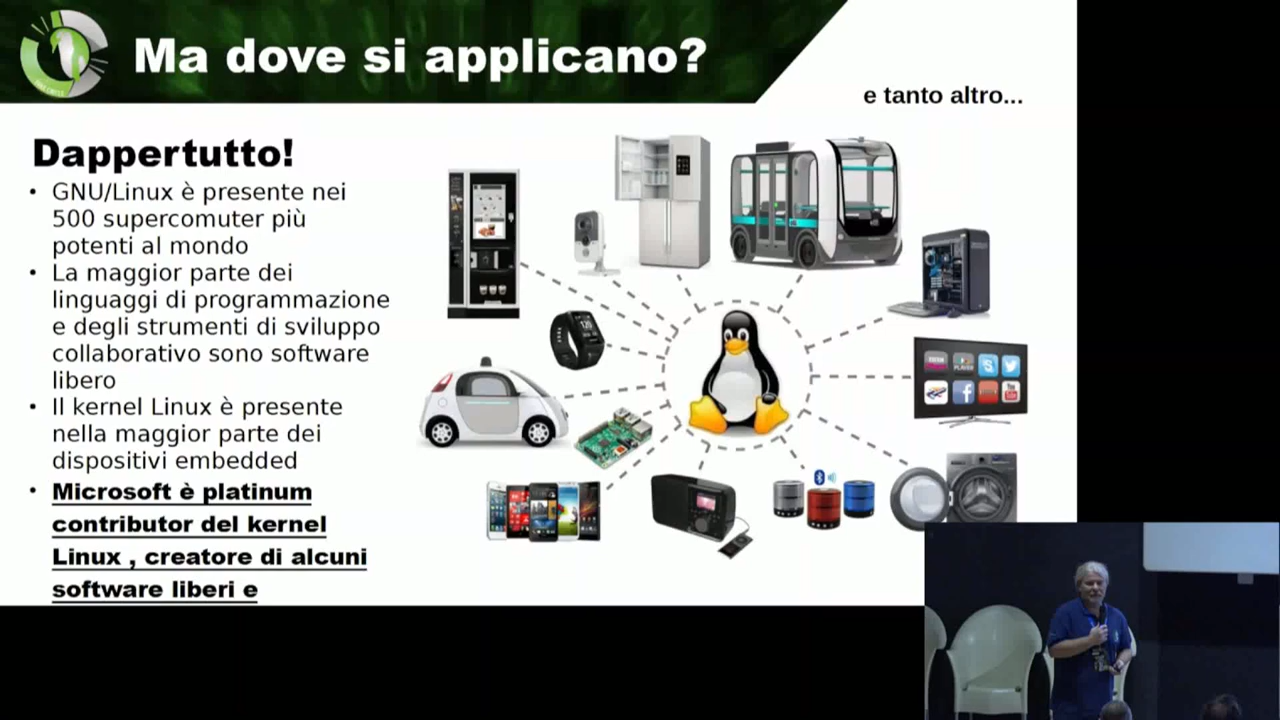 Ma dove si applicano?
e tanto altro...
Dappertutto!
• GNU/Linux è presente nei
500 supercomuter più
potenti al mondo
• La maggior parte dei
linguaggi di programmazione
e degli strumenti di sviluppo
collaborativo sono software
libero
• Il kernel Linux è presente
nella maggior parte dei
dispositivi embedded
• Microsoft è platinum
contributor del kernel
Linux , creatore di alcuni
software liberi e